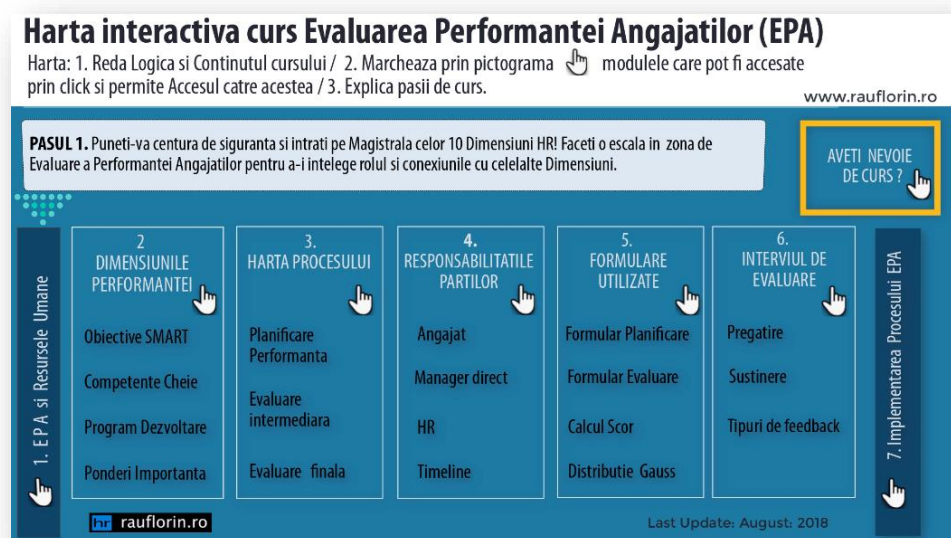 Harta interactiva curs Evaluarea Performantei Angajatilor (EPA)
Harta: 1. Reda Logica si Continutul cursului / 2. Marcheaza prin pictograma modulele care pot fi accesate
prin click si permite Accesul catre acestea / 3. Explica pasii de curs.
www.rauflorin.ro
PASUL 1. Puneti-va centura de siguranta si intrati pe Magistrala celor 10 Dimensiuni HR! Faceti o escala in zona de
Evaluare a Performantei Angajatilor pentru a-i intelege rolul si conexiunile cu celelalte Dimensiuni.
AVETI NEVOIE
DE CURS ?
1. E P A si Resursele Umane
2
DIMENSIUNILE
PERFORMANTEI
Obiective SMART
Competente Cheie
Program Dezvoltare
Ponderi Importanta
3.
HARTA PROCESULUI
Planificare
Performanta
Evaluare
intermediara
Evaluare finala
4.
RESPONSABILITATILE
PARTILOR
Angajat
Manager direct
HR
Timeline
5.
FORMULARE
UTILIZATE
Formular Planificare
Formular Evaluare
Calcul Scor
Distributie Gauss
6.
INTERVIUL DE
EVALUARE
Pregatire
Sustinere
Tipuri de feedback
7. Implementarea Procesului EPA
hr rauflorin.ro
Last Update: August: 2018